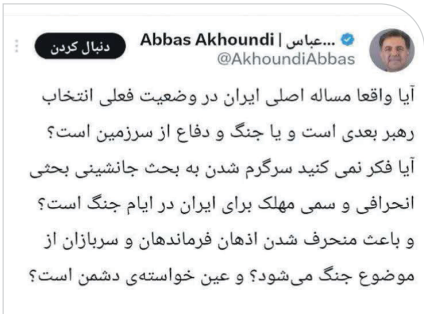 Abbas Akhoundi | عباس...
@AkhoundiAbbas
دنبال کردن
آیا واقعا مساله اصلی ایران در وضعیت فعلی انتخاب
رهبر بعدی است و یا جنگ و دفاع از سرزمین است؟
آیا فکر نمی کنید سرگرم شدن به بحث جانشینی بحثی
انحرافی و سمی مهلک برای ایران در ایام جنگ است؟
و باعث منحرف شدن اذهان فرماندهان و سربازان از
موضوع جنگ می‌شود؟ و عین خواسته‌ی دشمن است؟